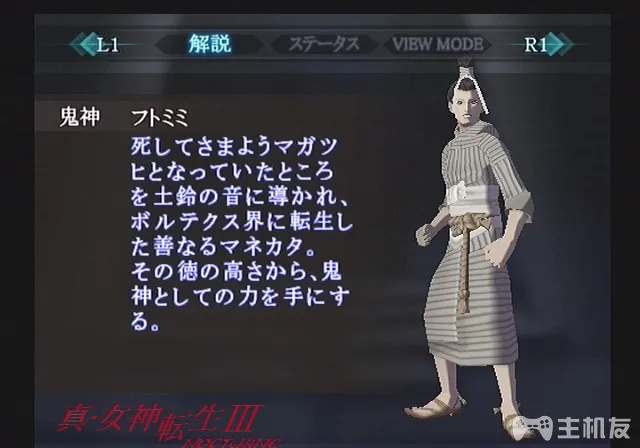 L1 解説 ステータス VIEW MODE R1
鬼神 フトミミ
死してさまようマガツ
ヒとなっていたところ
を土鈴の音に導かれ、
ボルテクス界に転生し
た善なるマネカタ。
その徳の高さから、鬼
神としての力を手にす
る。
真・女神転生III
NOCTURNE
主机友